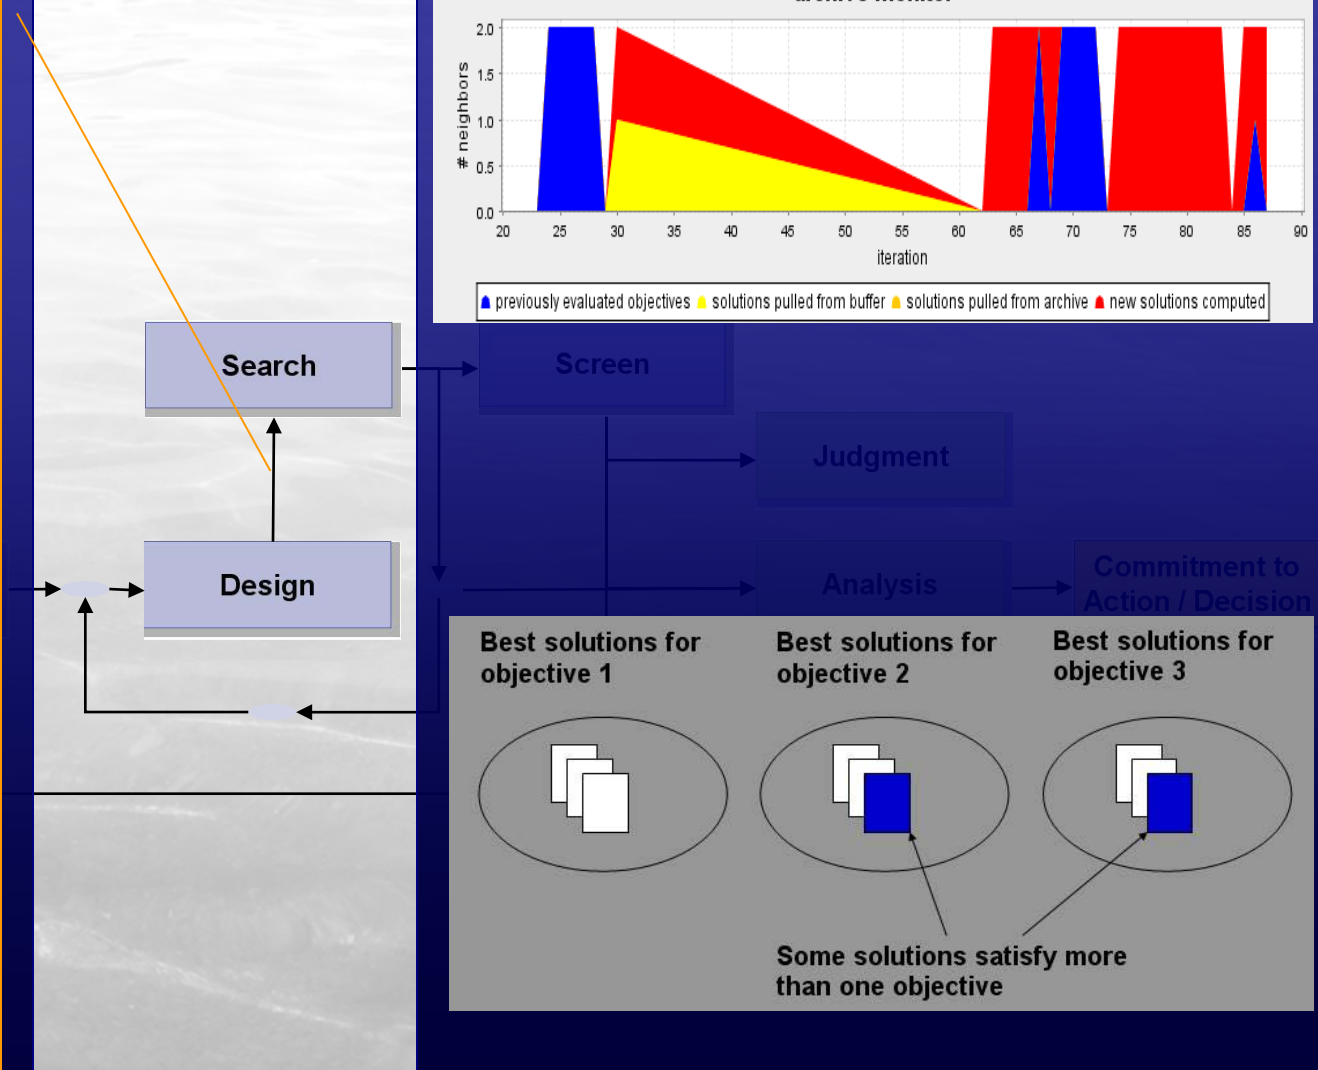 # neighbors
2.0
1.5
1.0
0.5
0.0
20 25 30 35 40 45 50 55 60 65 70 75 80 85 90
iteration
previously evaluated objectives solutions pulled from buffer solutions pulled from archive new solutions computed
Search
Screen
Judgment
Design
Analysis
Commitment to
Action / Decision
Best solutions for
objective 1
Best solutions for
objective 2
Best solutions for
objective 3
Some solutions satisfy more
than one objective